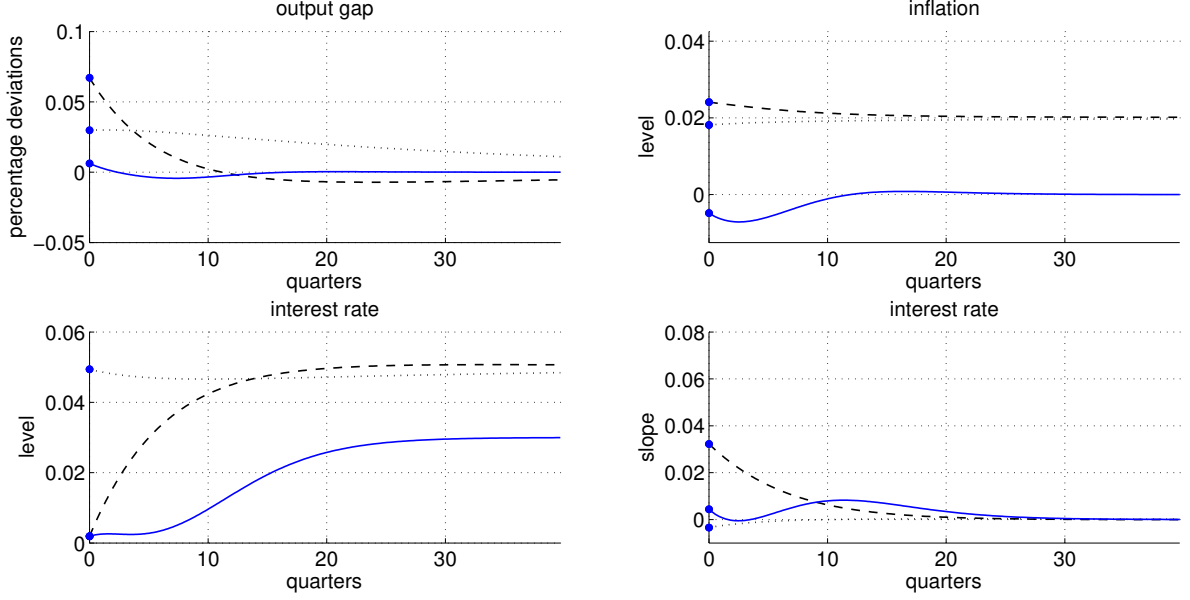 output gap
percentage deviations
0.1
0.05
0
−0.05
0 10 20 30
quarters
inflation
level
0.04
0.02
0
0 10 20 30
quarters
interest rate
level
0.06
0.04
0.02
0
0 10 20 30
quarters
interest rate
slope
0.08
0.06
0.04
0.02
0
0 10 20 30
quarters